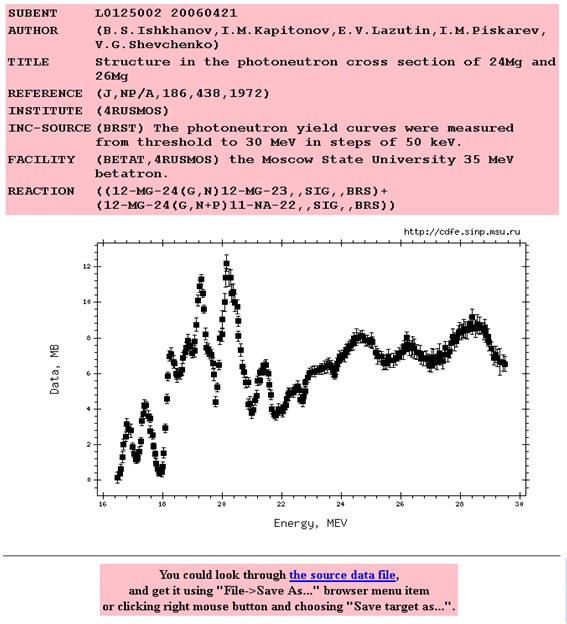 SUBENT L0125002 20060421
AUTHOR (B.S.Ishkhanov,I.M.Kapitonov,E.V.Lazutin,I.M.Piskarev,
V.G.Shevchenko)
TITLE Structure in the photoneutron cross section of 24Mg and
26Mg
REFERENCE (J,NP/A,186,438,1972)
INSTITUTE (4RUSMOS)
INC-SOURCE (BRST) The photoneutron yield curves were measured
from threshold to 30 MeV in steps of 50 keV.
FACILITY (BETAT,4RUSMOS) the Moscow State University 35 MeV
betatron.
REACTION ((12-MG-24(G,N)12-MG-23,,SIG,,BRS)+
(12-MG-24(G,N+P)11-NA-22,,SIG,,BRS))
http://cdfe.sinp.msu.ru
12
10
8
6
4
2
0
Data, MB
16 18 20 22 24 26 28 30
Energy, MEV
You could look through the source data file,
and get it using "File->Save As..." browser menu item
or clicking right mouse button and choosing "Save target as...".